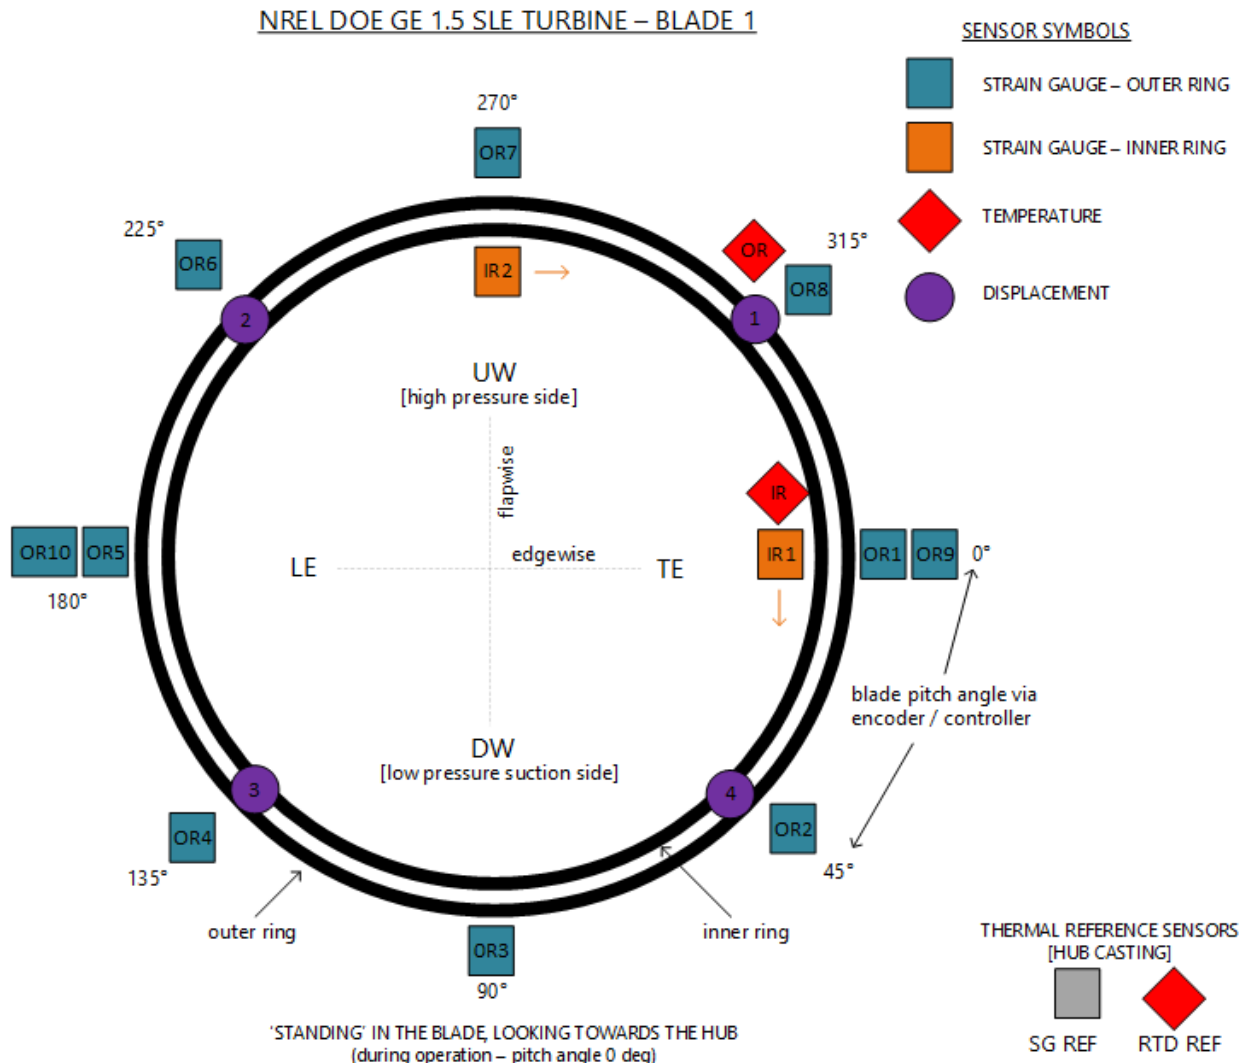 NREL DOE GE 1.5 SLE TURBINE – BLADE 1
SENSOR SYMBOLS
STRAIN GAUGE – OUTER RING
STRAIN GAUGE – INNER RING
TEMPERATURE
DISPLACEMENT
270°
OR7
225°
OR6
IR2
OR
315°
OR8
2
1
UW
[high pressure side]
flapwise
IR
OR10
OR5
180°
LE
edgewise
TE
IR1
OR1
OR9
0°
blade pitch angle via
encoder / controller
DW
[low pressure suction side]
3
4
OR4
OR2
135°
45°
outer ring
inner ring
0R3
90°
THERMAL REFERENCE SENSORS
[HUB CASTING]
SG REF
RTD REF
'STANDING' IN THE BLADE, LOOKING TOWARDS THE HUB
(during operation – pitch angle 0 deg)